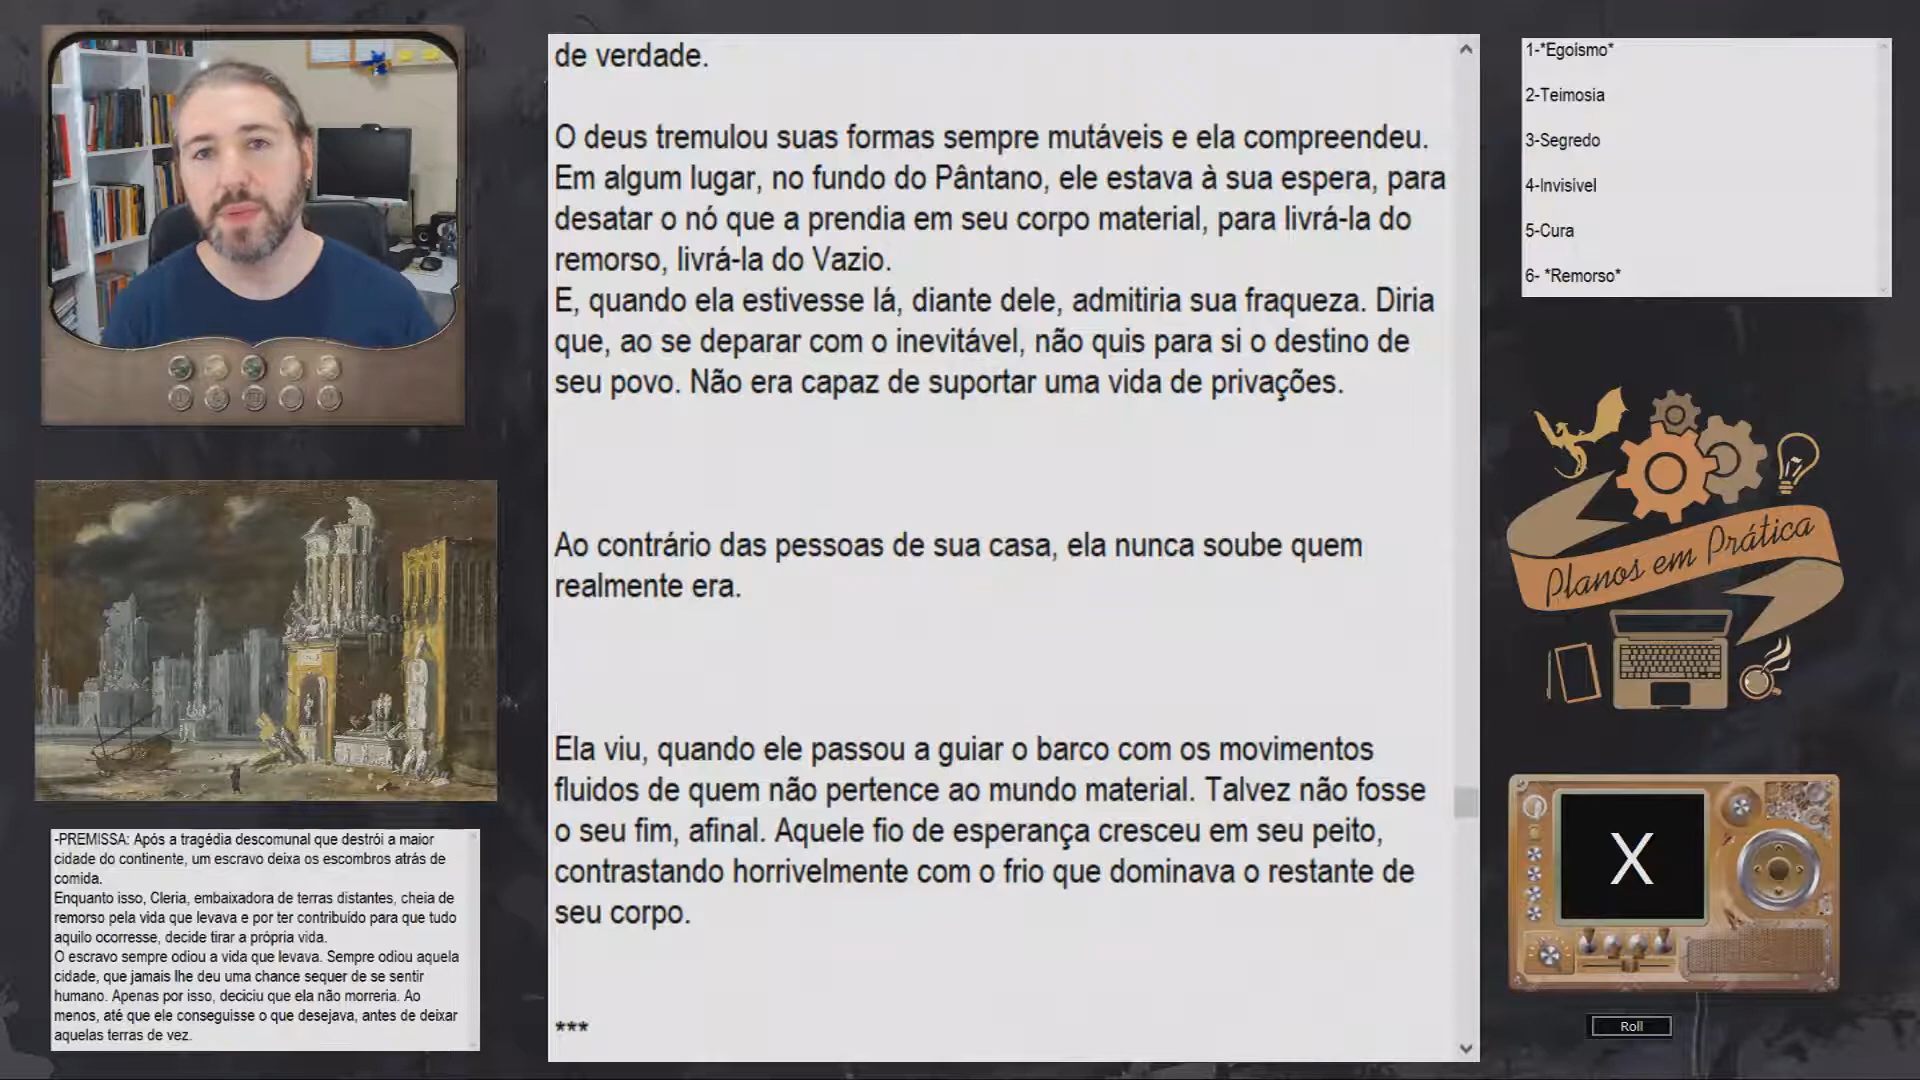 de verdade.
O deus tremulou suas formas sempre mutáveis e ela compreendeu.
Em algum lugar, no fundo do Pântano, ele estava à sua espera, para
desatar o nó que a prendia em seu corpo material, para livrá-la do
remorso, livrá-la do Vazio.
E, quando ela estivesse lá, diante dele, admitiria sua fraqueza. Diria
que, ao se deparar com o inevitável, não quis para si o destino de
seu povo. Não era capaz de suportar uma vida de privações.
Ao contrário das pessoas de sua casa, ela nunca soube quem
realmente era.
Ela viu, quando ele passou a guiar o barco com os movimentos
fluidos de quem não pertence ao mundo material. Talvez não fosse
o seu fim, afinal. Aquele fio de esperança cresceu em seu peito,
contrastando horrivelmente com o frio que dominava o restante de
seu corpo.
***
-PREMISSA: Após a tragédia descomunal que destrói a maior
cidade do continente, um escravo deixa os escombros atrás de
comida.
Enquanto isso, Cleria, embaixadora de terras distantes, cheia de
remorso pela vida que levava e por ter contribuído para que tudo
aquilo ocorresse, decide tirar a própria vida.
O escravo sempre odiou a vida que levava. Sempre odiou aquela
cidade, que jamais lhe deu uma chance sequer de se sentir
humano. Apenas por isso, deciciu que ela não morreria. Ao
menos, até que ele conseguisse o que desejava, antes de deixar
aquelas terras de vez.
1-*Egoismo*
2-Teimosia
3-Segredo
4-Invisivel
5-Cura
6- *Remorso*
Planos em Prática
X
Roll